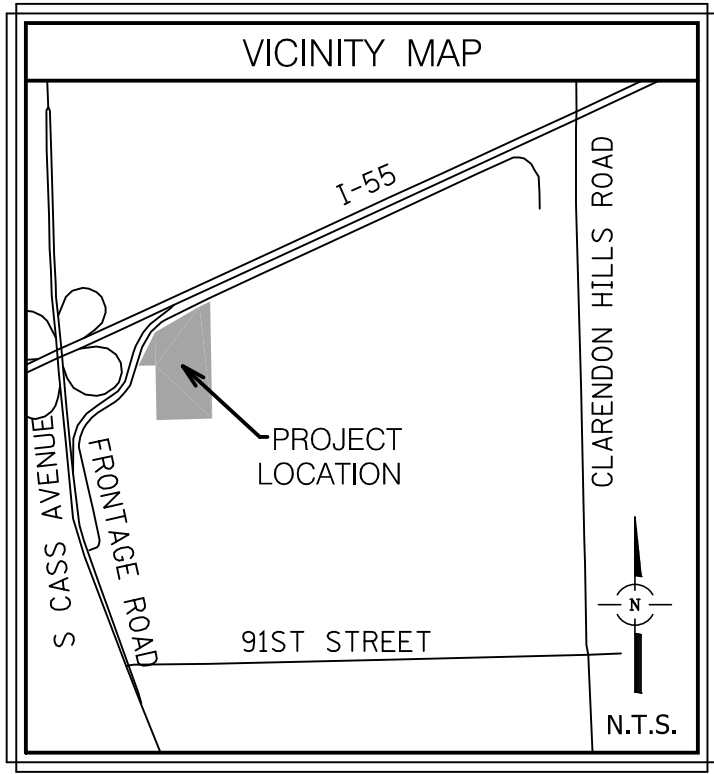 VICINITY MAP
I-55
CLARENDON HILLS ROAD
PROJECT
LOCATION
S CASS AVENUE
FRONTAGE ROAD
91ST STREET
N
N.T.S.